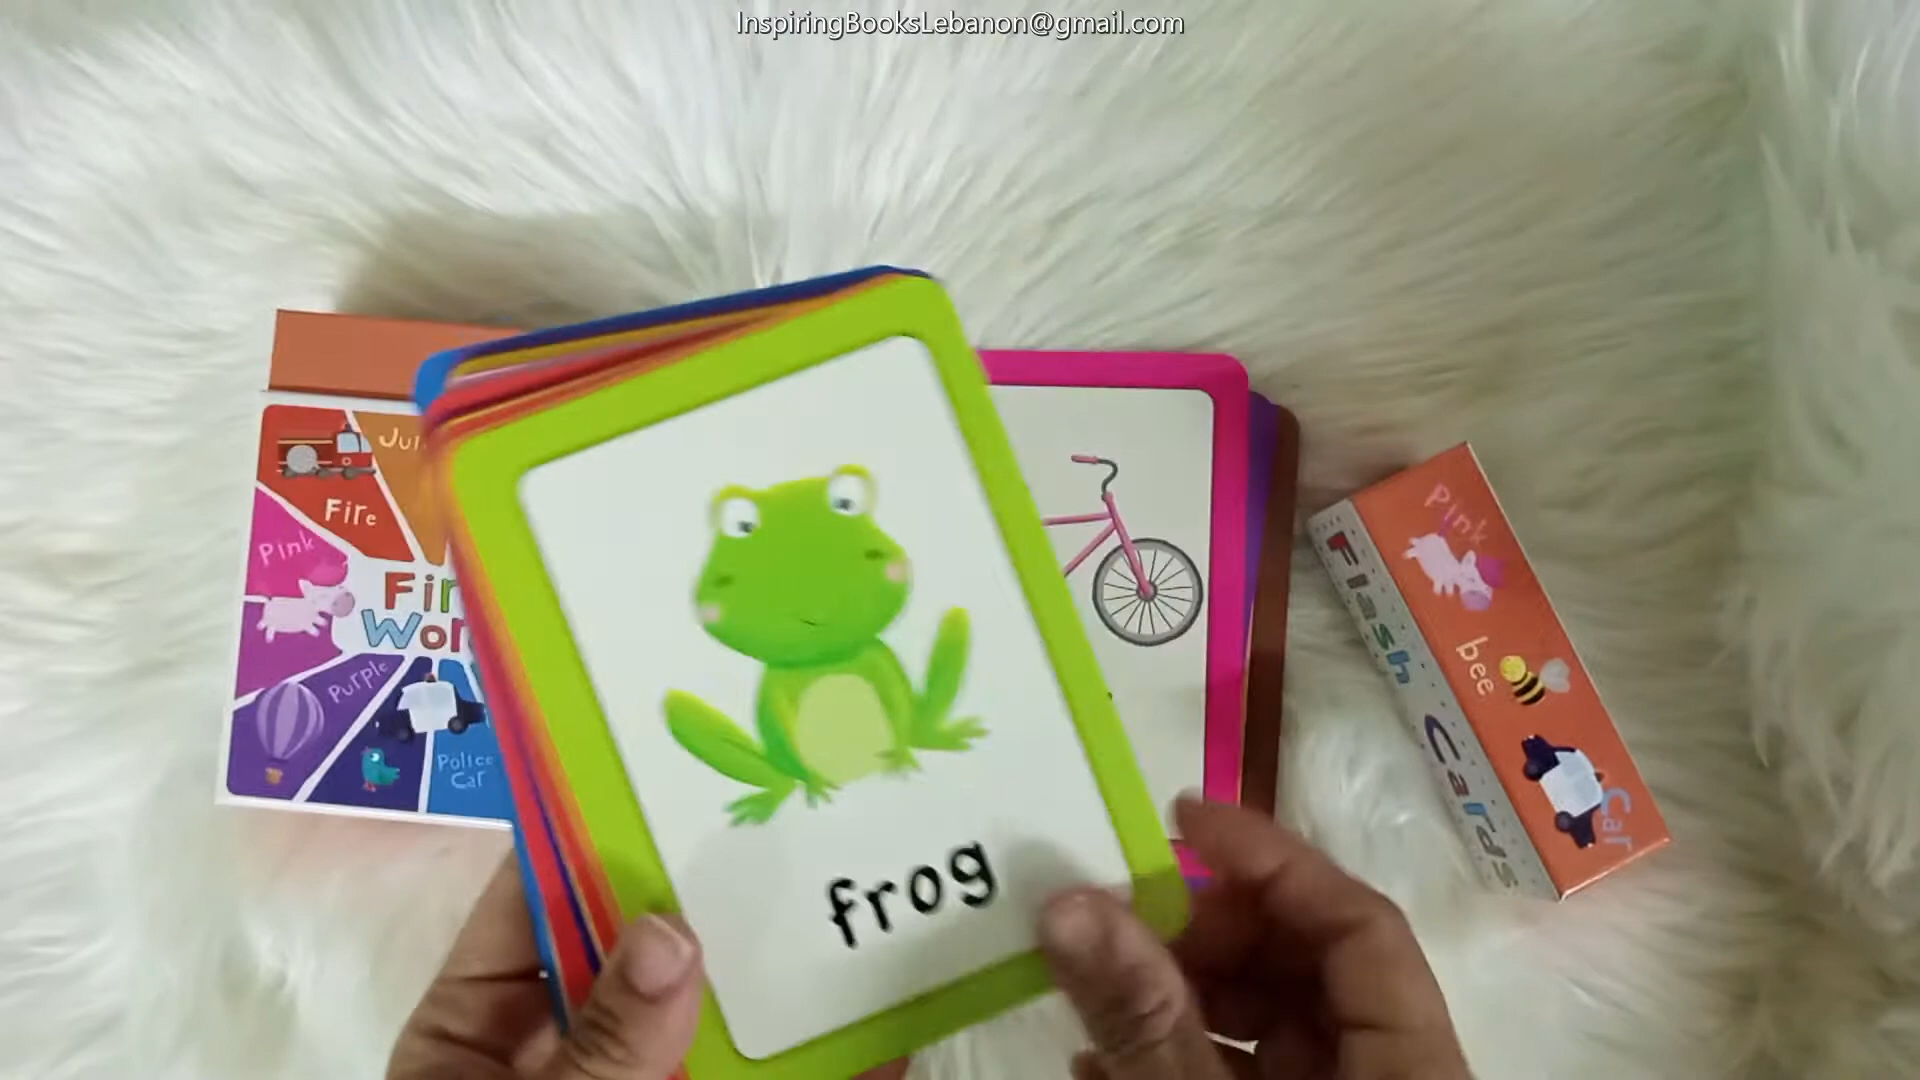 InspiringBooksLebanon@gmail.com
Fire
Pink
Purple
Police
Car
frog
Pink
bee
Car
Flash Cards